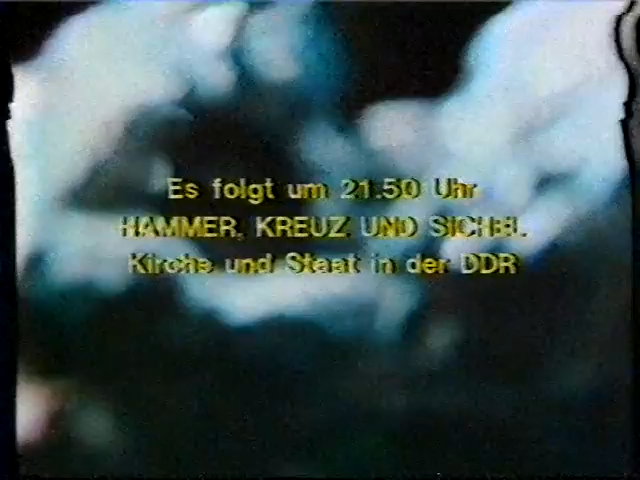 Es folgt um 21.50 Uhr
HAMMER, KREUZ UND SICHEL
Kirche und Staat in der DDR